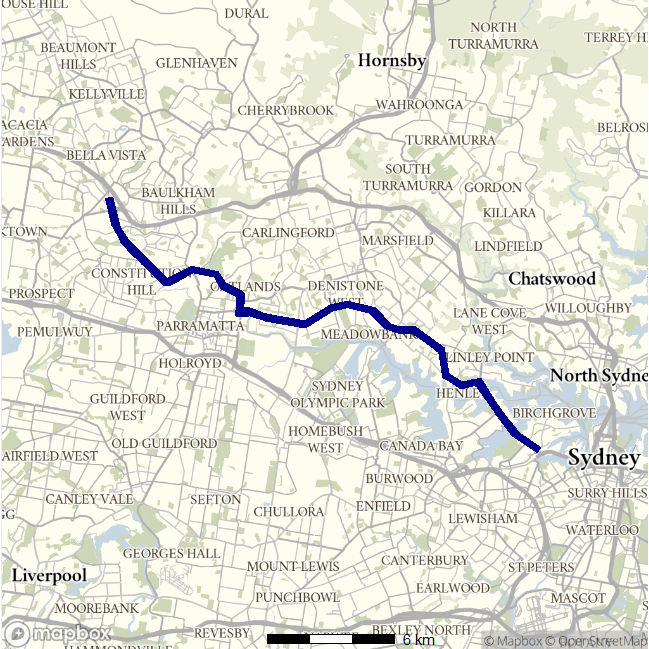 OUSE HILL
DURAL
NORTH
TURRAMURRA
TERREY H
BEAUMONT
HILLS
GLENHAVEN
Hornsby
KELLYVILLE
CHERRYBROOK
WAHROONGA
ACACIA
ARDENS
BELROS
TURRAMURRA
BELLA VISTA
SOUTH
TURRAMURRA
GORDON
BAULKHAM
HILLS
KILLARA
KTOWN
CARLINGFORD
MARSFIELD
LINDFIELD
CONSTITUTION
HILL
Chatswood
PROSPECT
OATLANDS
DENISTONE
WEST
WILLOUGHBY
LANE COVE
WEST
PEMULWUY
PARRAMATTA
MEADOWBANK
LINLEY POINT
HOLROYD
North Sydne
SYDNEY
OLYMPIC PARK
HENLE
GUILDFORD
WEST
BIRCHGROVE
HOMEBUSH
WEST
OLD GUILDFORD
CANADA BAY
AIRFIELD WEST
Sydney
BURWOOD
CANLEY VALE
SEFTON
SURRY HILLS
ENFIELD
GG
CHULLORA
LEWISHAM
WATERLOO
GEORGES HALL
CANTERBURY
Liverpool
MOUNT LEWIS
ST PETERS
EARLWOOD
PUNCHBOWL
MASCOT
MOOREBANK
REVESBY
BEXLEY NORTH
mapbox
6 km
© Mapbox © OpenStreetMap
HAMMONDVILLE